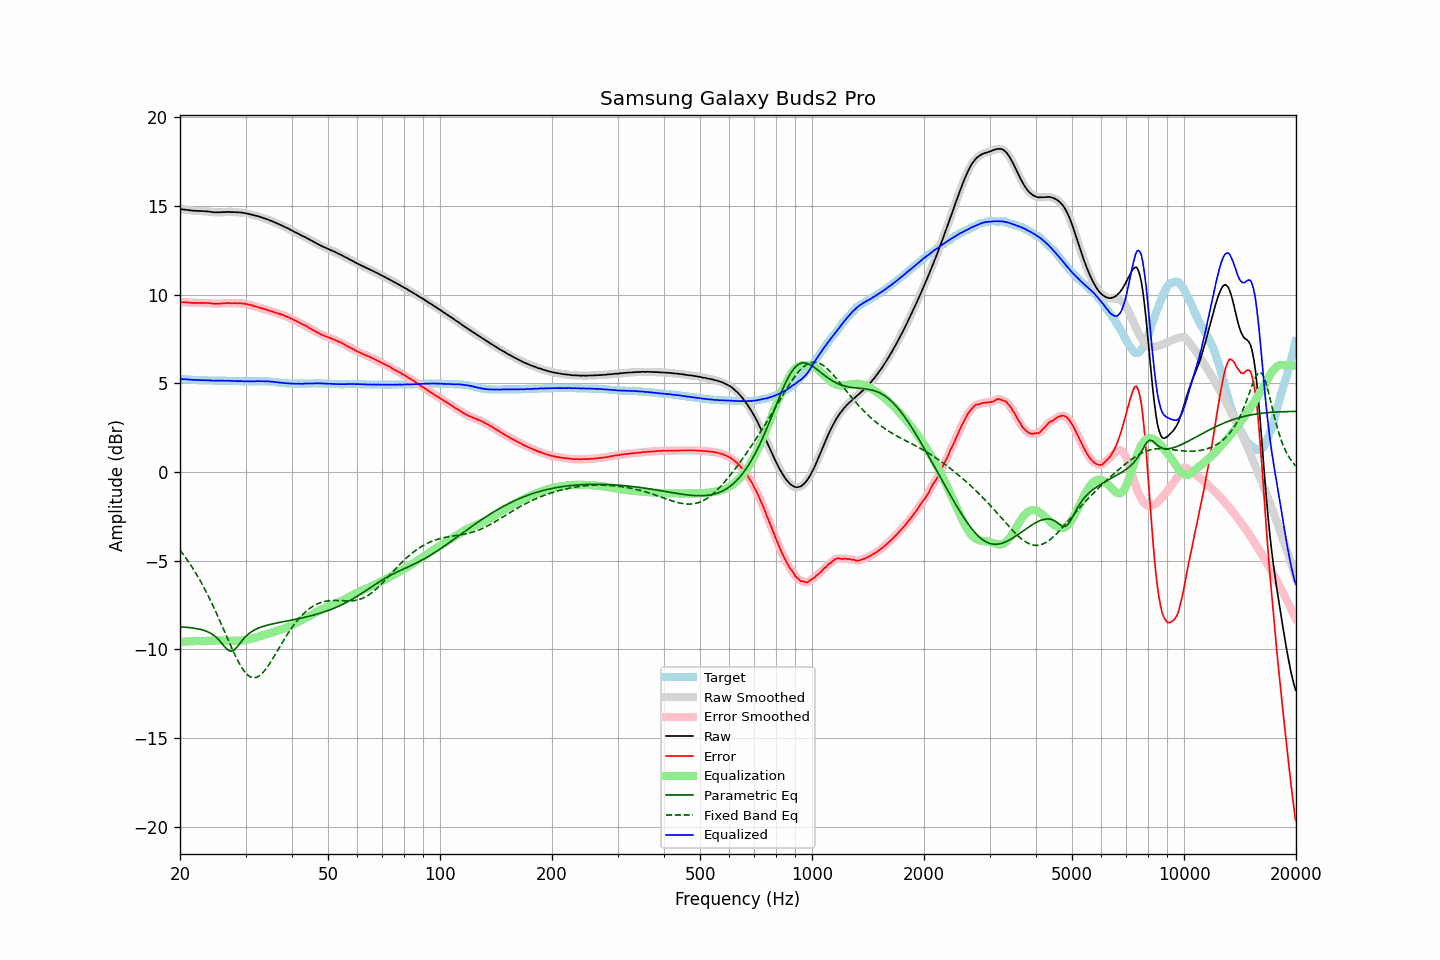 Samsung Galaxy Buds2 Pro
20
15
10
5
0
−5
−10
−15
−20
Amplitude (dBr)
Target
Raw Smoothed
Error Smoothed
Raw
Error
Equalization
Parametric Eq
Fixed Band Eq
Equalized
20 50 100 200 500 1000 2000 5000 10000 20000
Frequency (Hz)